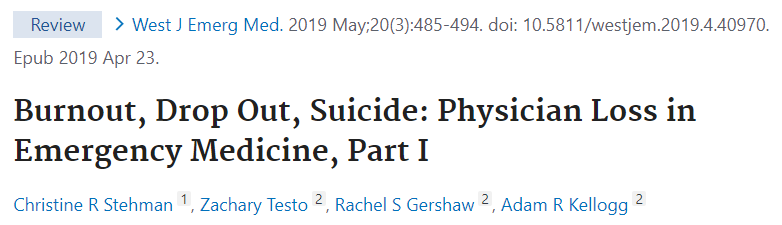 Review > West J Emerg Med. 2019 May;20(3):485-494. doi: 10.5811/westjem.2019.4.40970.
Epub 2019 Apr 23.
Burnout, Drop Out, Suicide: Physician Loss in
Emergency Medicine, Part I
Christine R Stehman 1, Zachary Testo 2, Rachel S Gershaw 2, Adam R Kellogg 2